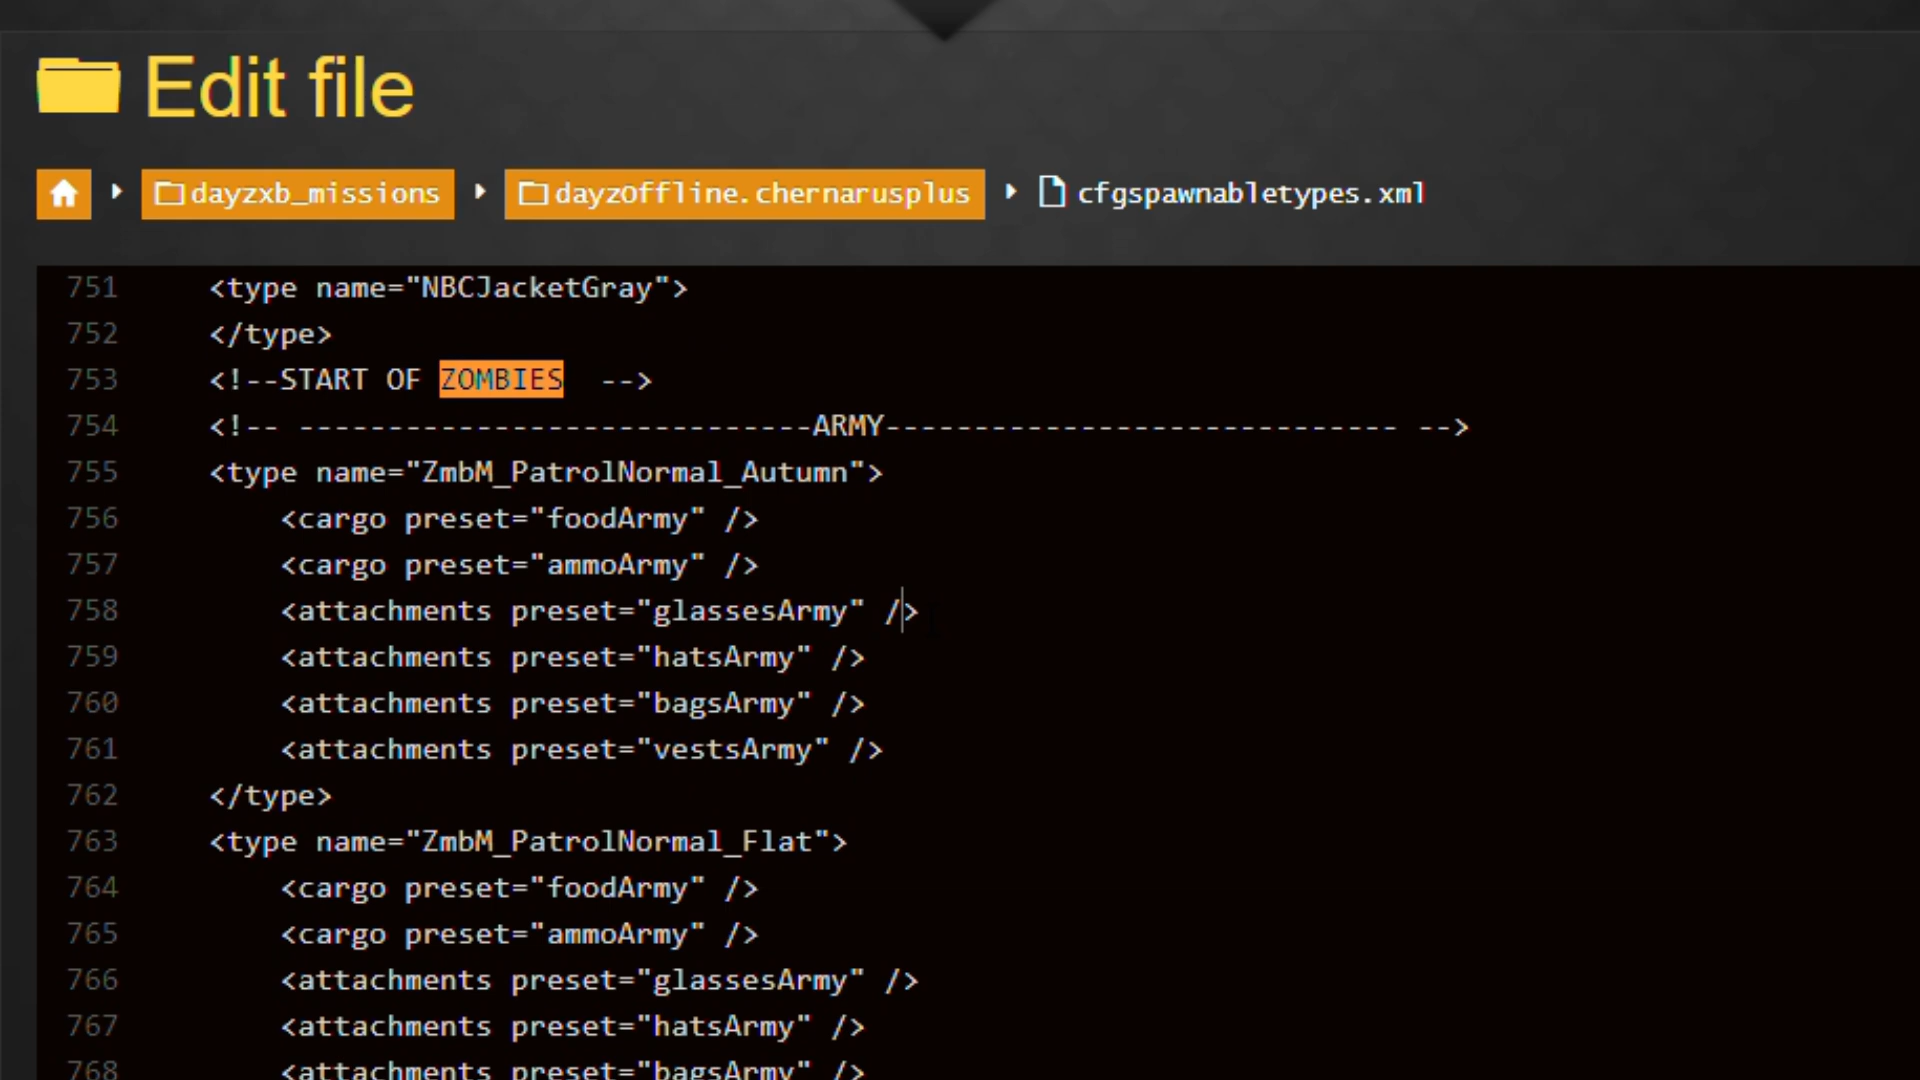 Edit file
dayzxb_missions dayzOffline.chernarusplus cfgspawnabletypes.xml
751 <type name="NBCJacketGray">
752 </type>
753 <!--START OF ZOMBIES  -->
754 <!-- -----------------------------ARMY----------------------------- -->
755 <type name="ZmbM_PatrolNormal_Autumn">
756 <cargo preset="foodArmy" />
757 <cargo preset="ammoArmy" />
758 <attachments preset="glassesArmy" />
759 <attachments preset="hatsArmy" />
760 <attachments preset="bagsArmy" />
761 <attachments preset="vestsArmy" />
762 </type>
763 <type name="ZmbM_PatrolNormal_Flat">
764 <cargo preset="foodArmy" />
765 <cargo preset="ammoArmy" />
766 <attachments preset="glassesArmy" />
767 <attachments preset="hatsArmy" />
768 <attachments preset="bagsArmy" />